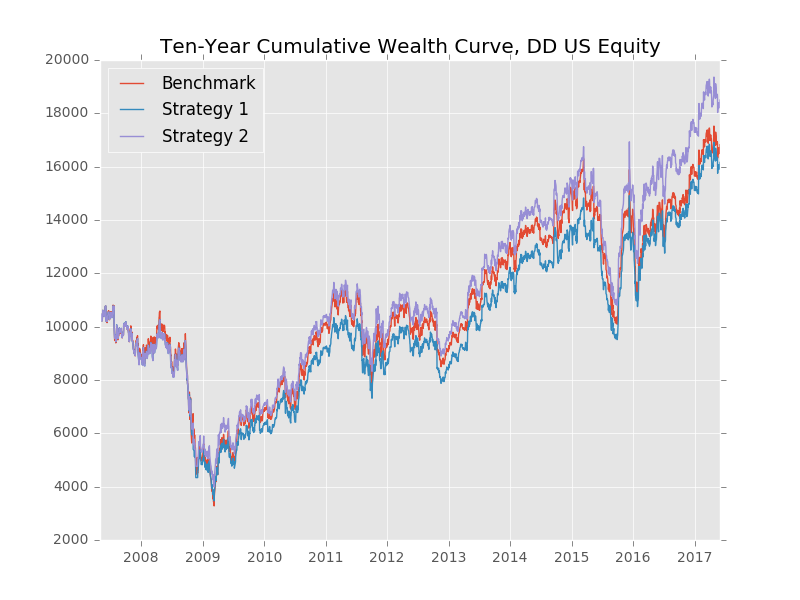 Ten-Year Cumulative Wealth Curve, DD US Equity
20000
18000
16000
14000
12000
10000
8000
6000
4000
2000
Benchmark
Strategy 1
Strategy 2
2008 2009 2010 2011 2012 2013 2014 2015 2016 2017